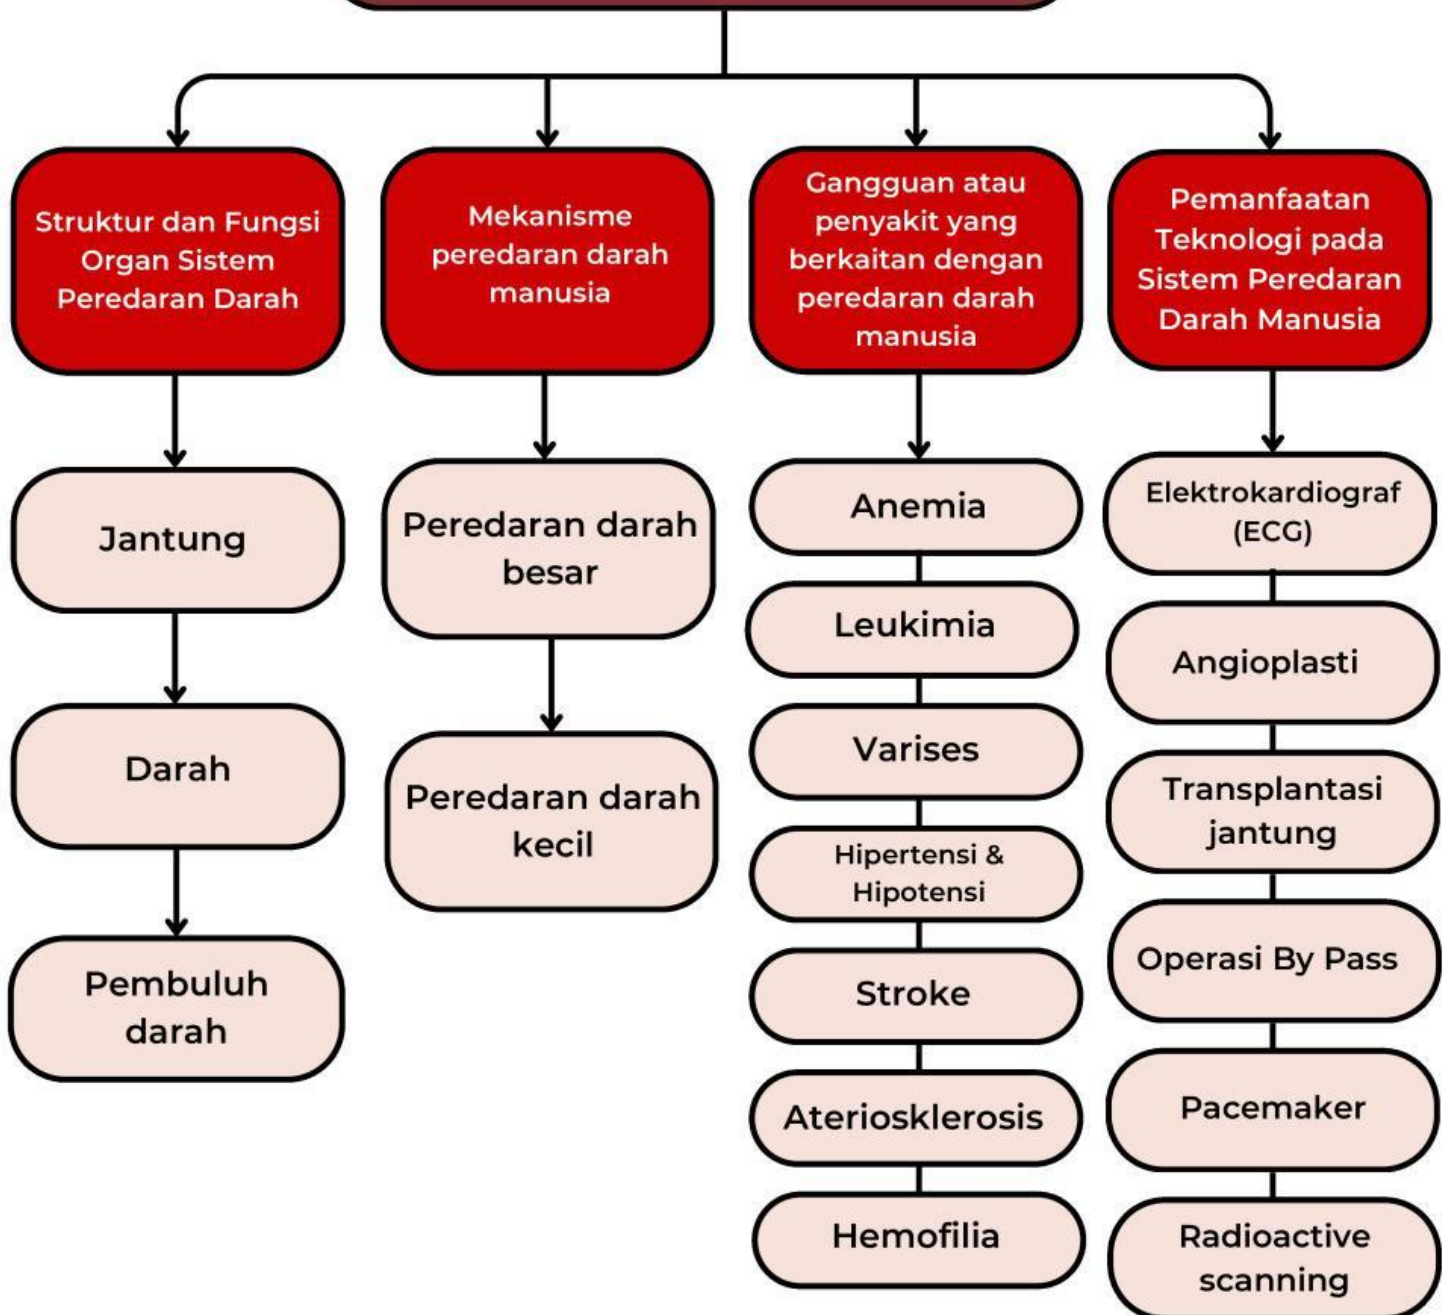 Struktur dan Fungsi
Organ Sistem
Peredaran Darah
Mekanisme
peredaran darah
manusia
Gangguan atau
penyakit yang
berkaitan dengan
peredaran darah
manusia
Pemanfaatan
Teknologi pada
Sistem Peredaran
Darah Manusia
Jantung
Darah
Pembuluh
darah
Peredaran darah
besar
Peredaran darah
kecil
Anemia
Leukimia
Varises
Hipertensi &
Hipotensi
Stroke
Ateriosklerosis
Hemofilia
Elektrokardiograf
(ECG)
Angioplasti
Transplantasi
jantung
Operasi By Pass
Pacemaker
Radioactive
scanning